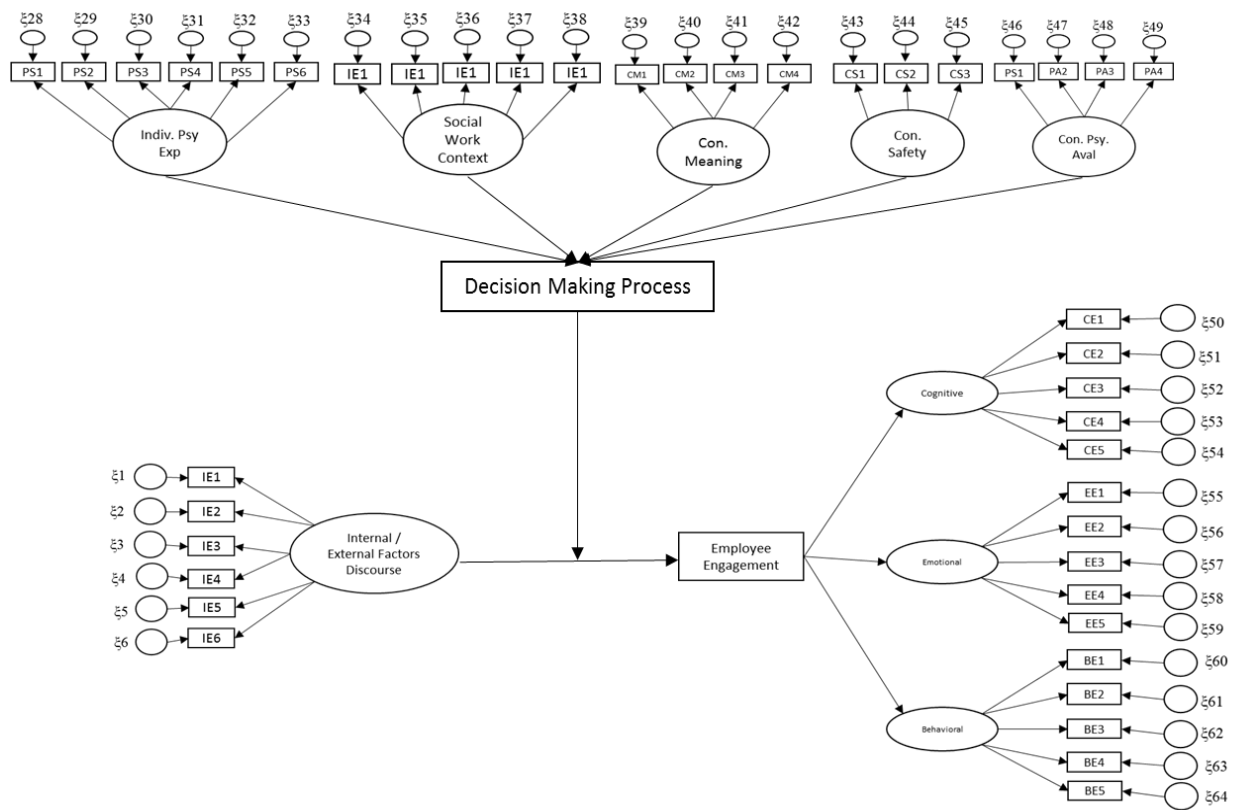 ξ28 ξ29 ξ30 ξ31 ξ32 ξ33 ξ34 ξ35 ξ36 ξ37 ξ38 ξ39 ξ40 ξ41 ξ42 ξ43 ξ44 ξ45 ξ46 ξ47 ξ48 ξ49
PS1 PS2 PS3 PS4 PS5 PS6 IE1 IE1 IE1 IE1 IE1 CM1 CM2 CM3 CM4 CS1 CS2 CS3 PS1 PA2 PA3 PA4
Indiv. Psy
Exp
Social
Work
Context
Con.
Meaning
Con.
Safety
Con. Psy.
Aval
Decision Making Process
ξ1 IE1
ξ2 IE2
ξ3 IE3
ξ4 IE4
ξ5 IE5
ξ6 IE6
Internal /
External Factors
Discourse
Employee
Engagement
Cognitive
CE1 ξ50
CE2 ξ51
CE3 ξ52
CE4 ξ53
CE5 ξ54
Emotional
EE1 ξ55
EE2 ξ56
EE3 ξ57
EE4 ξ58
EE5 ξ59
Behavioral
BE1 ξ60
BE2 ξ61
BE3 ξ62
BE4 ξ63
BE5 ξ64